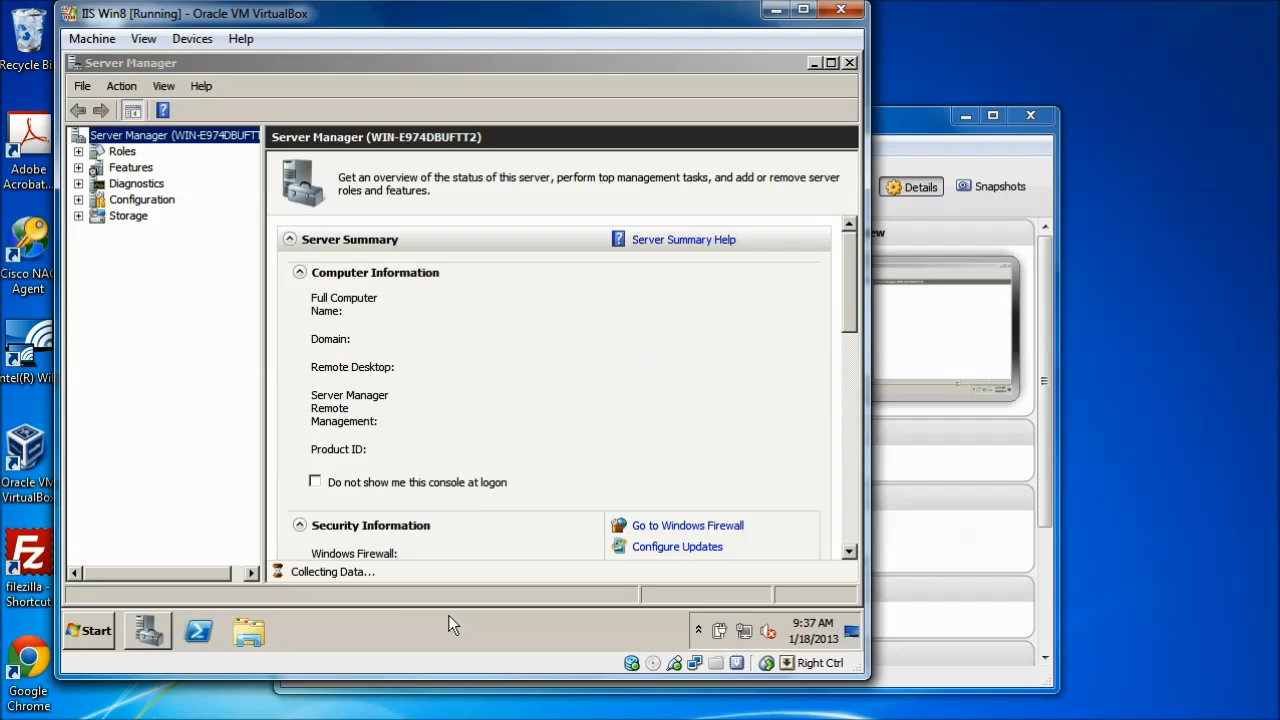 IIS Win8 [Running] - Oracle VM VirtualBox
Machine View Devices Help
Server Manager
File Action View Help
Server Manager (WIN-E974DBUFTT
Roles
Features
Diagnostics
Configuration
Storage
Server Manager (WIN-E974DBUFTT2)
Get an overview of the status of this server, perform top management tasks, and add or remove server
roles and features.
Server Summary
Server Summary Help
Computer Information
Full Computer
Name:
Domain:
Remote Desktop:
Server Manager
Remote
Management:
Product ID:
Do not show me this console at logon
Security Information
Go to Windows Firewall
Windows Firewall:
Configure Updates
Collecting Data...
Start
9:37 AM
1/18/2013
Right Ctrl
Details
Snapshots
ew
Recycle Bi
Adobe
Acrobat...
Cisco NAC
Agent
ntel(R) Wi
Oracle VM
VirtualBox
filezilla -
Shortcut
Google
Chrome